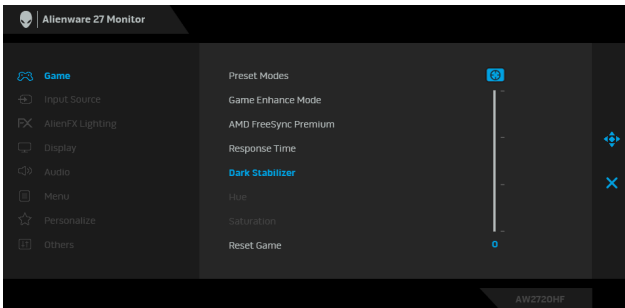 Alienware 27 Monitor
Game
Input Source
AlienFX Lighting
Display
Audio
Menu
Personalize
Others
Preset Modes
Game Enhance Mode
AMD FreeSync Premium
Response Time
Dark Stabilizer
Hue
Saturation
Reset Game
0
AW2720HF